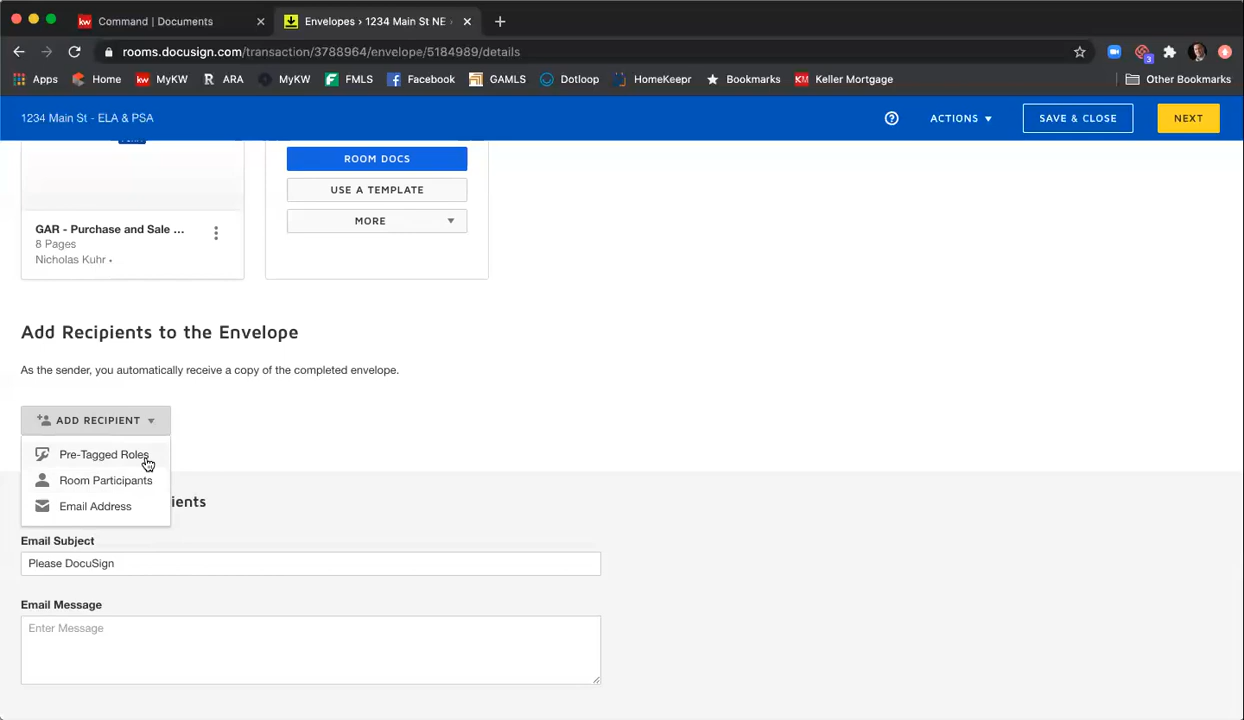 kw Command | Documents
Envelopes › 1234 Main St NE
rooms.docusign.com/transaction/3788964/envelope/5184989/details
3
Apps
Home
kw MyKW
R ARA
MyKW
FMLS
Facebook
GAMLS
Dotloop
HomeKeepr
Bookmarks
KM Keller Mortgage
Other Bookmarks
1234 Main St - ELA & PSA
ACTIONS
SAVE & CLOSE
NEXT
ROOM DOCS
USE A TEMPLATE
MORE
GAR - Purchase and Sale ...
8 Pages
Nicholas Kuhr •
Add Recipients to the Envelope
As the sender, you automatically receive a copy of the completed envelope.
ADD RECIPIENT
Pre-Tagged Roles
Room Participants
Email Address
ients
Email Subject
Please DocuSign
Email Message
Enter Message